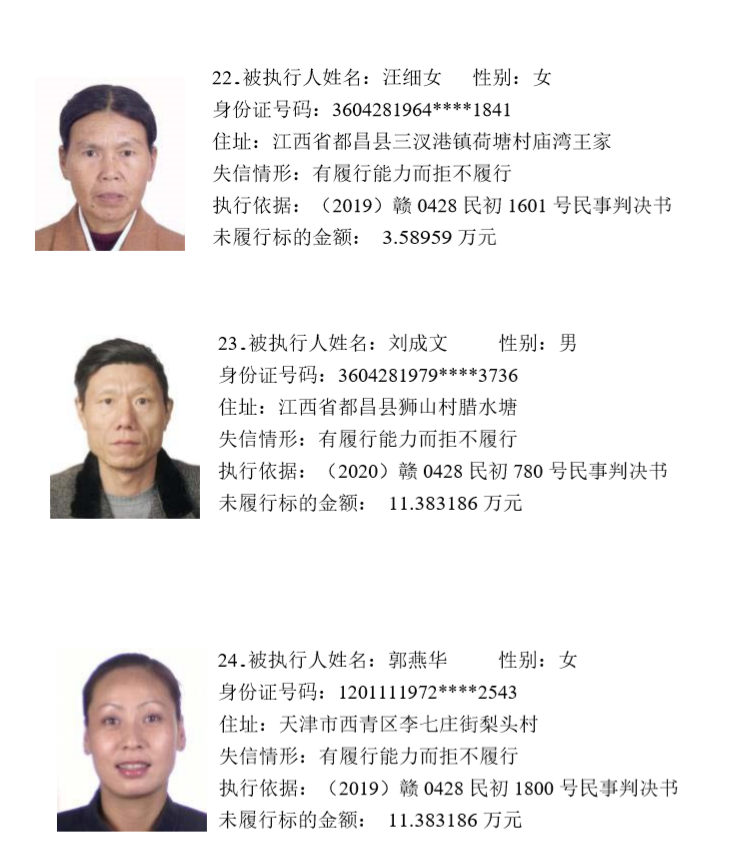 22.被执行人姓名：汪细女 性别：女
身份证号码：3604281964****1841
住址：江西省都昌县三汊港镇荷塘村庙湾王家
失信情形：有履行能力而拒不履行
执行依据：（2019）赣 0428 民初 1601 号民事判决书
未履行标的金额： 3.58959 万元
23.被执行人姓名：刘成文 性别：男
身份证号码：3604281979****3736
住址：江西省都昌县狮山村腊水塘
失信情形：有履行能力而拒不履行
执行依据：（2020）赣 0428 民初 780 号民事判决书
未履行标的金额： 11.383186 万元
24.被执行人姓名：郭燕华 性别：女
身份证号码：1201111972****2543
住址：天津市西青区李七庄街梨头村
失信情形：有履行能力而拒不履行
执行依据：（2019）赣 0428 民初 1800 号民事判决书
未履行标的金额： 11.383186 万元